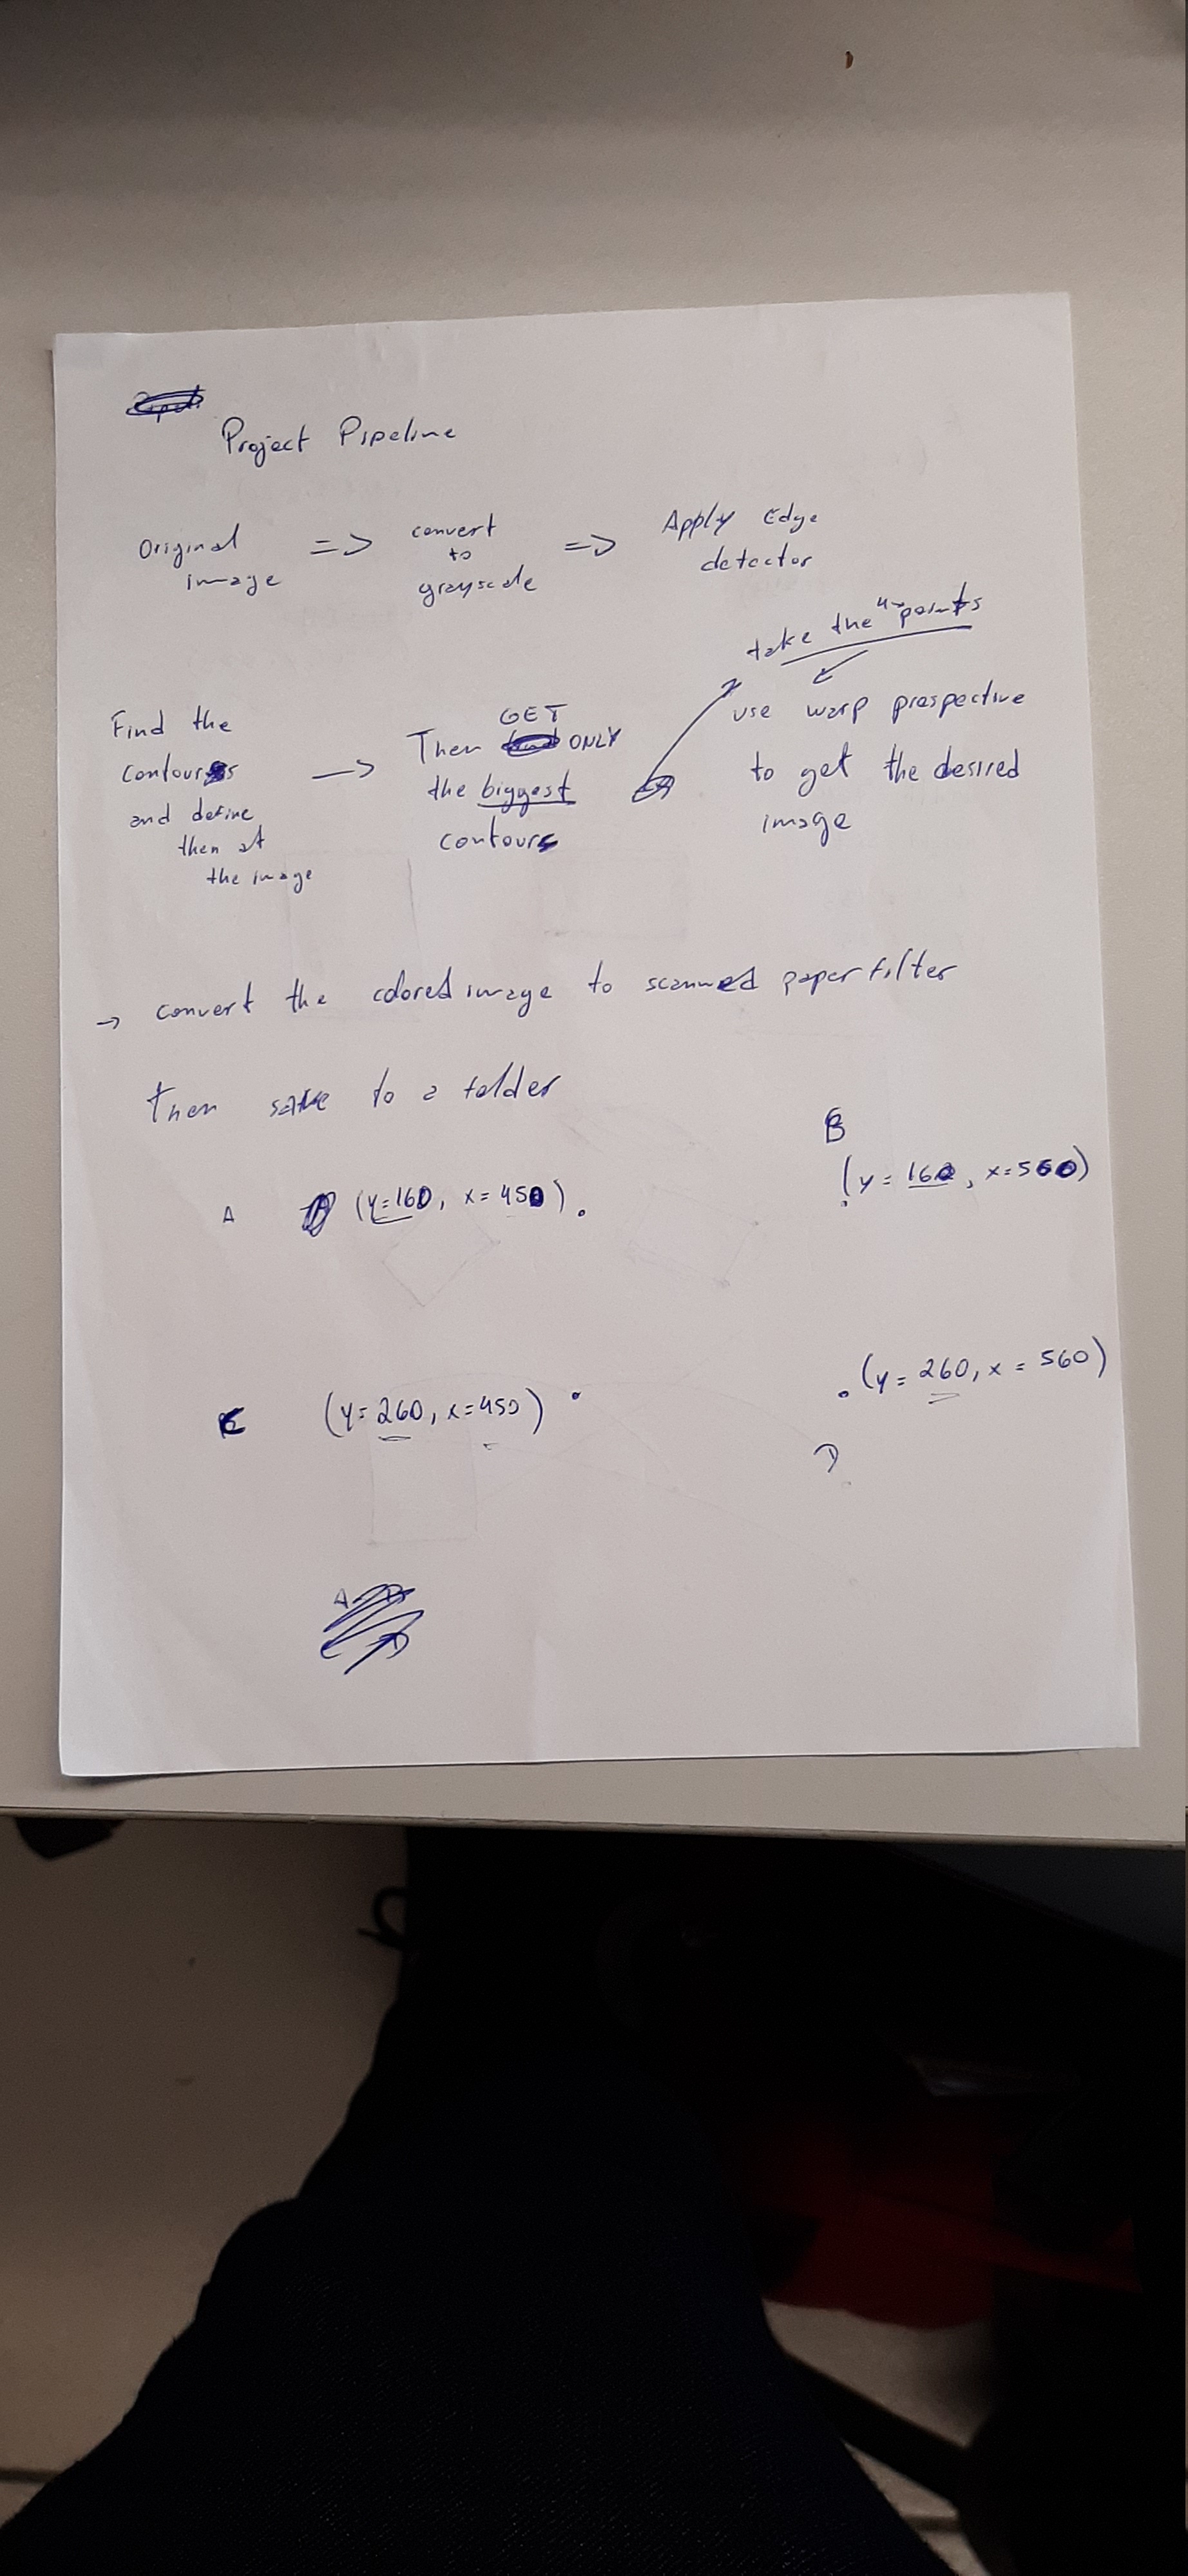 Project Pipeline
Original => convert => Apply Edge
image to detector
grayscale
take the 4 points
Find the GET use warp prospective
contours -> Then ONLY to get the desired
and define the biggest image
then at contours
the image
-> convert the colored image to scanned paper filter
then save to a folder
B
A (y=160, x=450) (y=160, x=560)
C (y=260, x=450) (y=260, x=560)
D
A